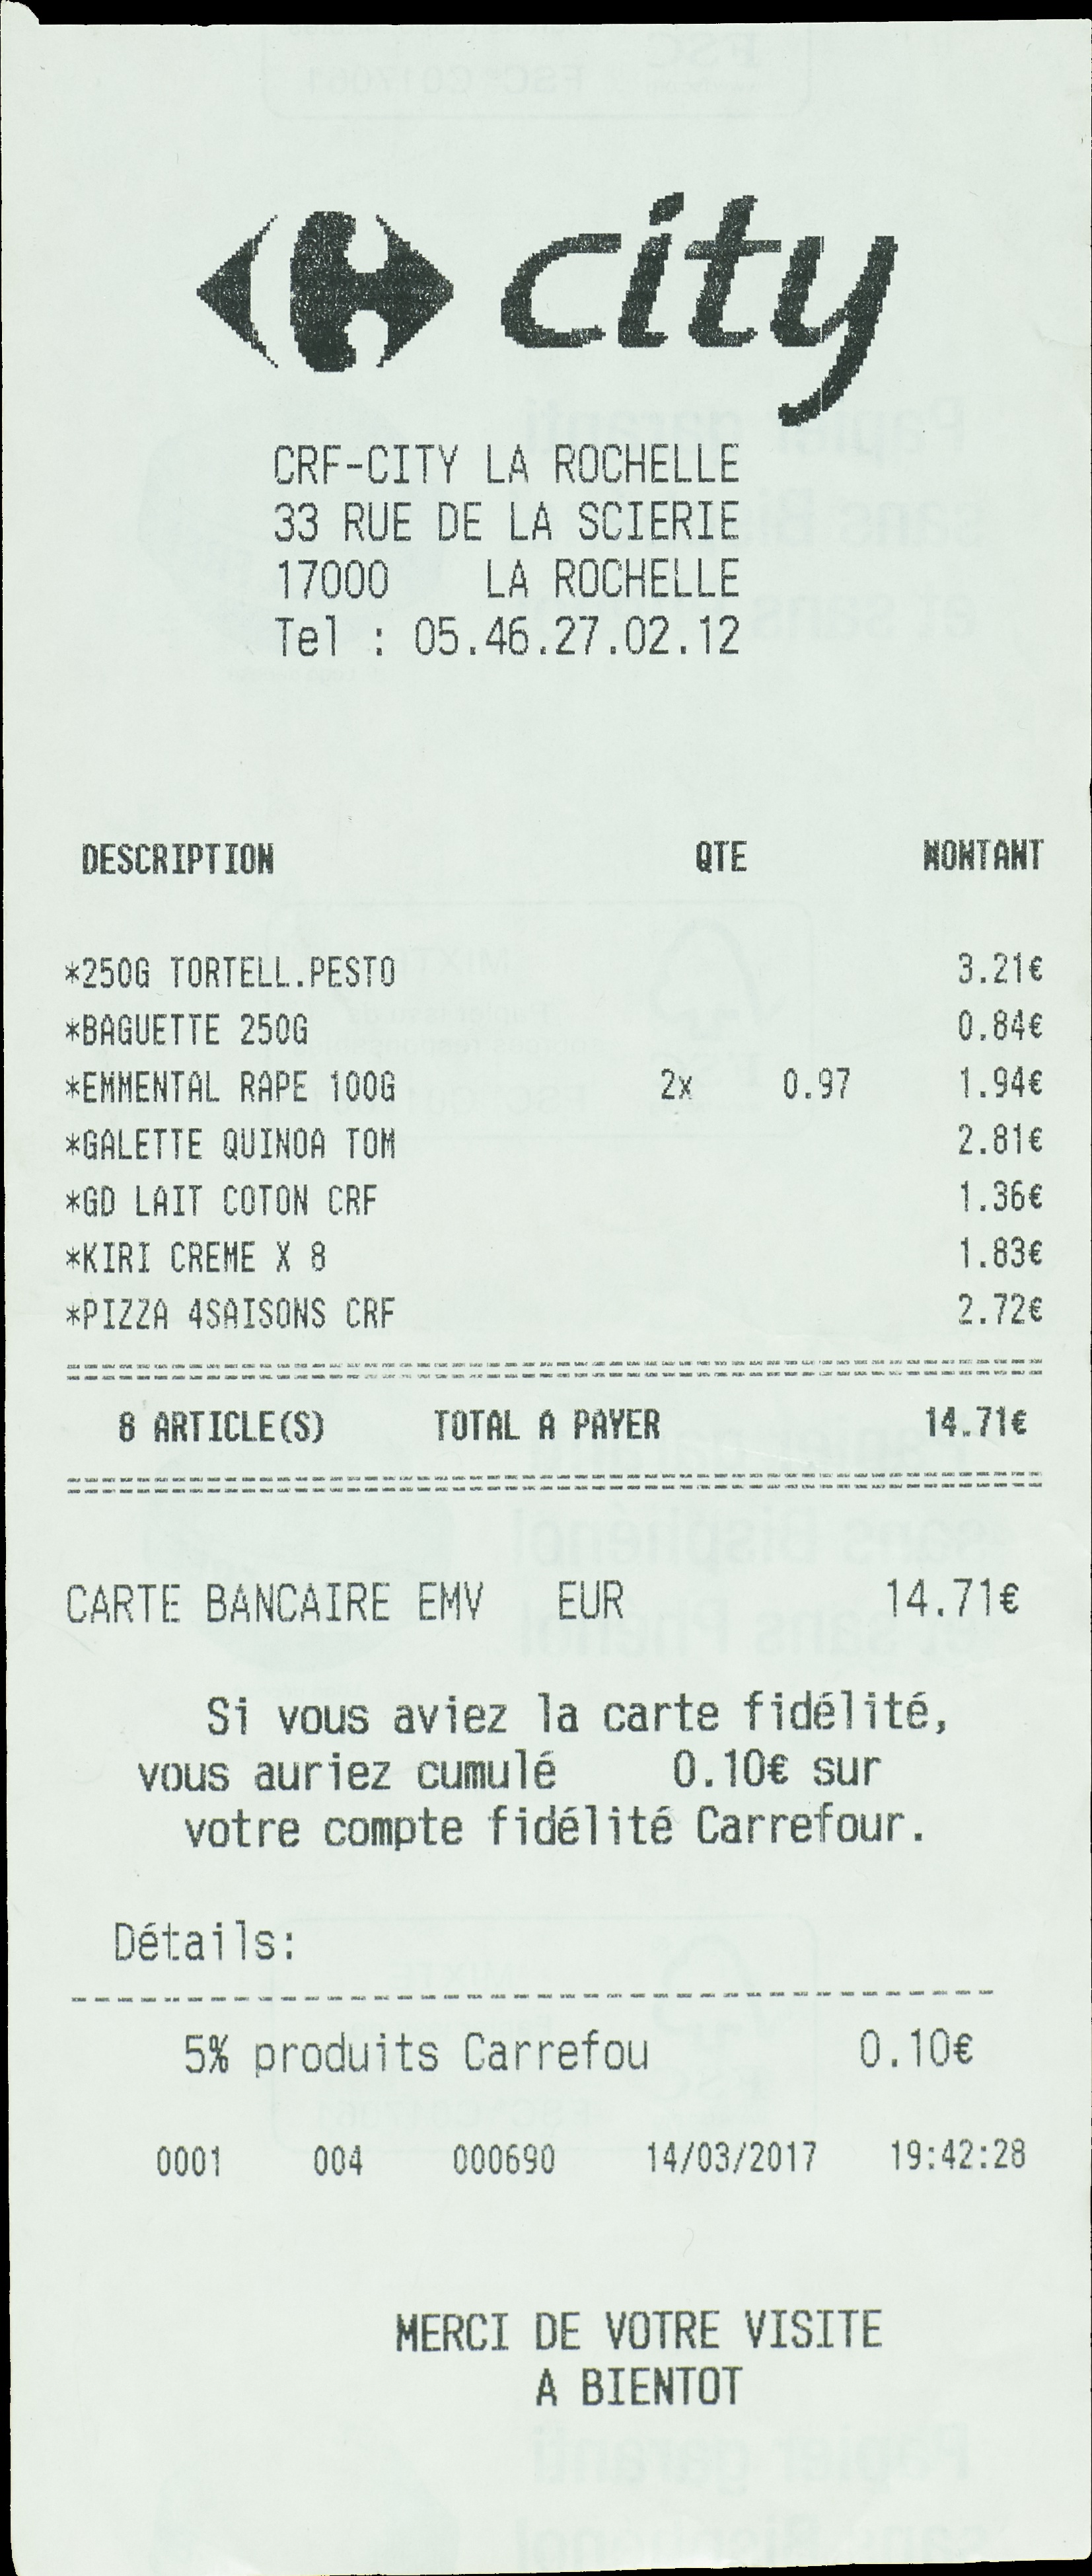 city
CRF-CITY LA ROCHELLE
33 RUE DE LA SCIERIE
17000 LA ROCHELLE
Tel : 05.46.27.02.12
DESCRIPTION QTE MONTANT
*250G TORTELL.PESTO 3.21€
*BAGUETTE 250G 0.84€
*EMMENTAL RAPE 100G 2x 0.97 1.94€
*GALETTE QUINOA TOM 2.81€
*GD LAIT COTON CRF 1.36€
*KIRI CREME X 8 1.83€
*PIZZA 4SAISONS CRF 2.72€
8 ARTICLE(S) TOTAL A PAYER 14.71€
CARTE BANCAIRE EMV EUR 14.71€
Si vous aviez la carte fidélité,
vous auriez cumulé 0.10€ sur
votre compte fidélité Carrefour.
Détails:
5% produits Carrefou 0.10€
0001 004 000690 14/03/2017 19:42:28
MERCI DE VOTRE VISITE
A BIENTOT